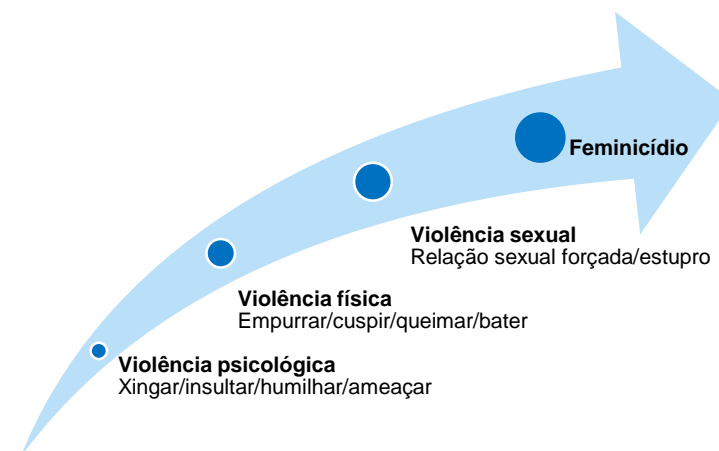 Feminicídio
Violência sexual
Relação sexual forçada/estupro
Violência física
Empurrar/cuspir/queimar/bater
Violência psicológica
Xingar/insultar/humilhar/ameaçar